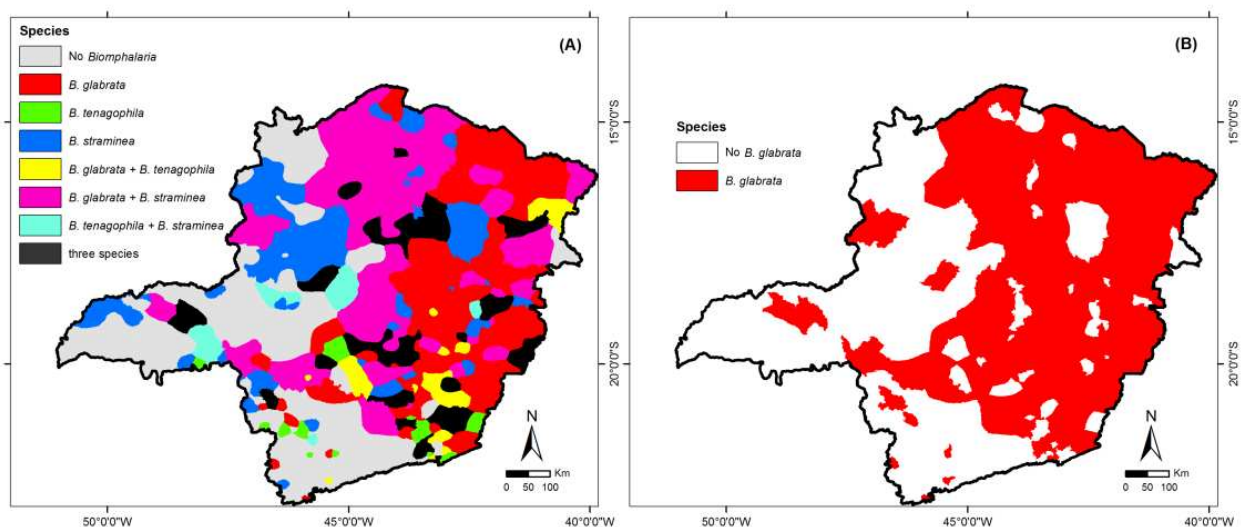 Species
No Biomphalaria
B. glabrata
B. tenagophila
B. straminea
B. glabrata + B. tenagophila
B. glabrata + B. straminea
B. tenagophila + B. straminea
three species
(A)
15°0'0"S
20°0'0"S
N
Km
0 50 100
50°0'0"W
45°0'0"W
40°0'0"W
Species
No B. glabrata
B. glabrata
(B)
15°0'0"S
20°0'0"S
N
Km
0 50 100
50°0'0"W
45°0'0"W
40°0'0"W